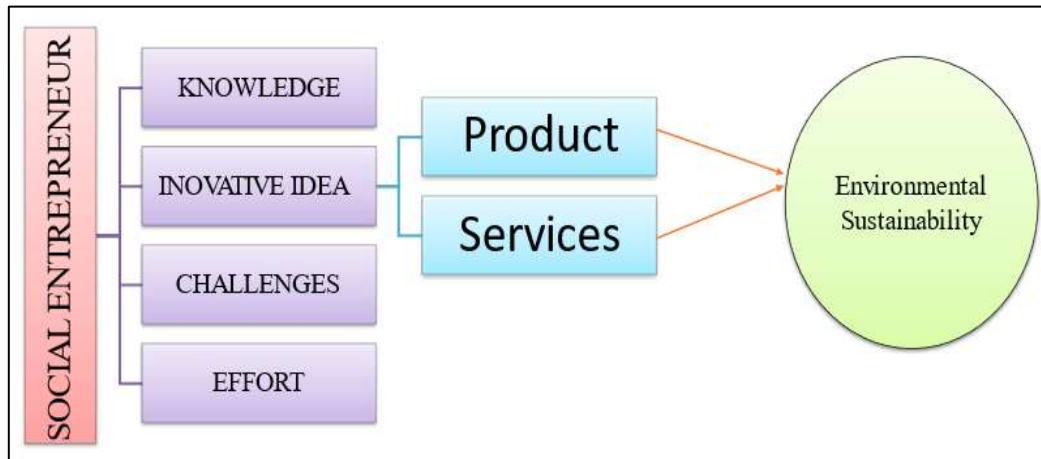 SOCIAL ENTREPRENEUR
KNOWLEDGE
INOVATIVE IDEA
CHALLENGES
EFFORT
Product
Services
Environmental
Sustainability